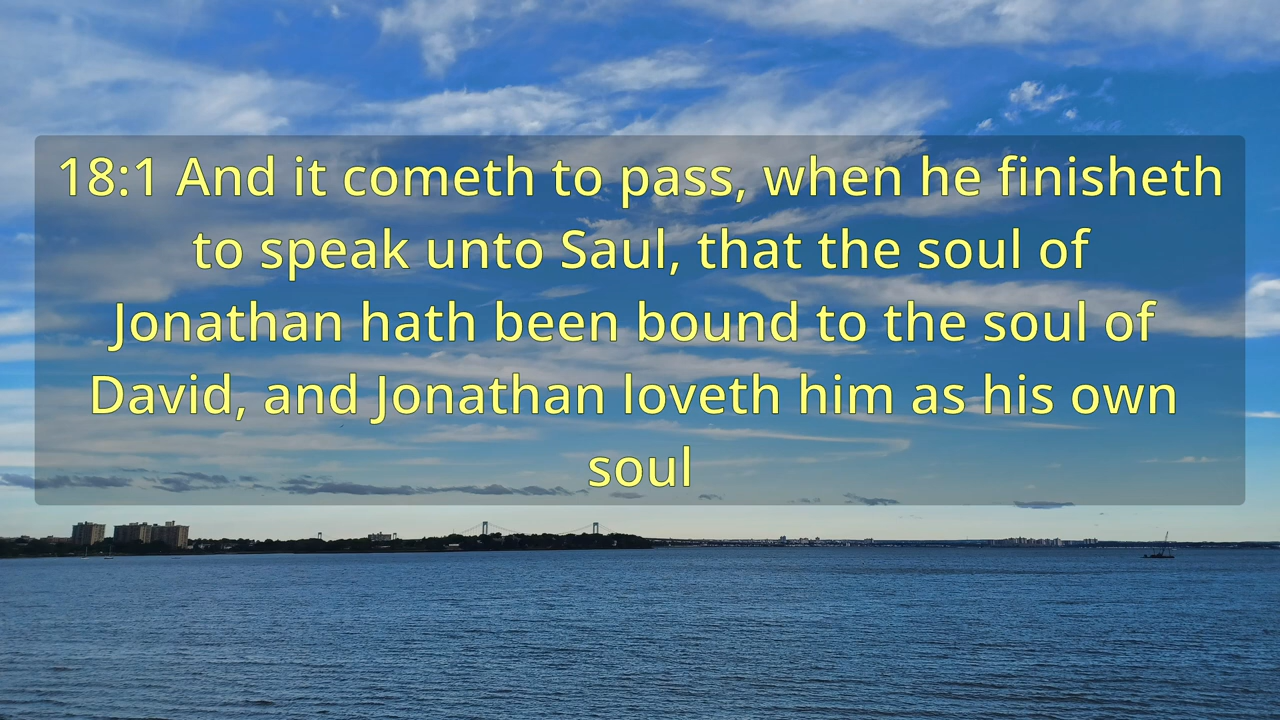 18:1 And it cometh to pass, when he finisheth
to speak unto Saul, that the soul of
Jonathan hath been bound to the soul of
David, and Jonathan loveth him as his own
soul